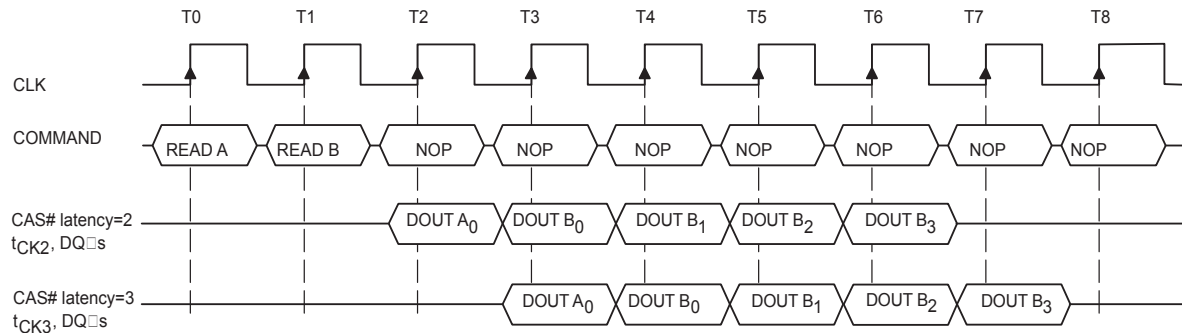 T0 T1 T2 T3 T4 T5 T6 T7 T8
CLK
COMMAND READ A READ B NOP NOP NOP NOP NOP NOP NOP
CAS# latency=2 DOUT A0 DOUT B0 DOUT B1 DOUT B2 DOUT B3
tCK2, DQ□s
CAS# latency=3 DOUT A0 DOUT B0 DOUT B1 DOUT B2 DOUT B3
tCK3, DQ□s